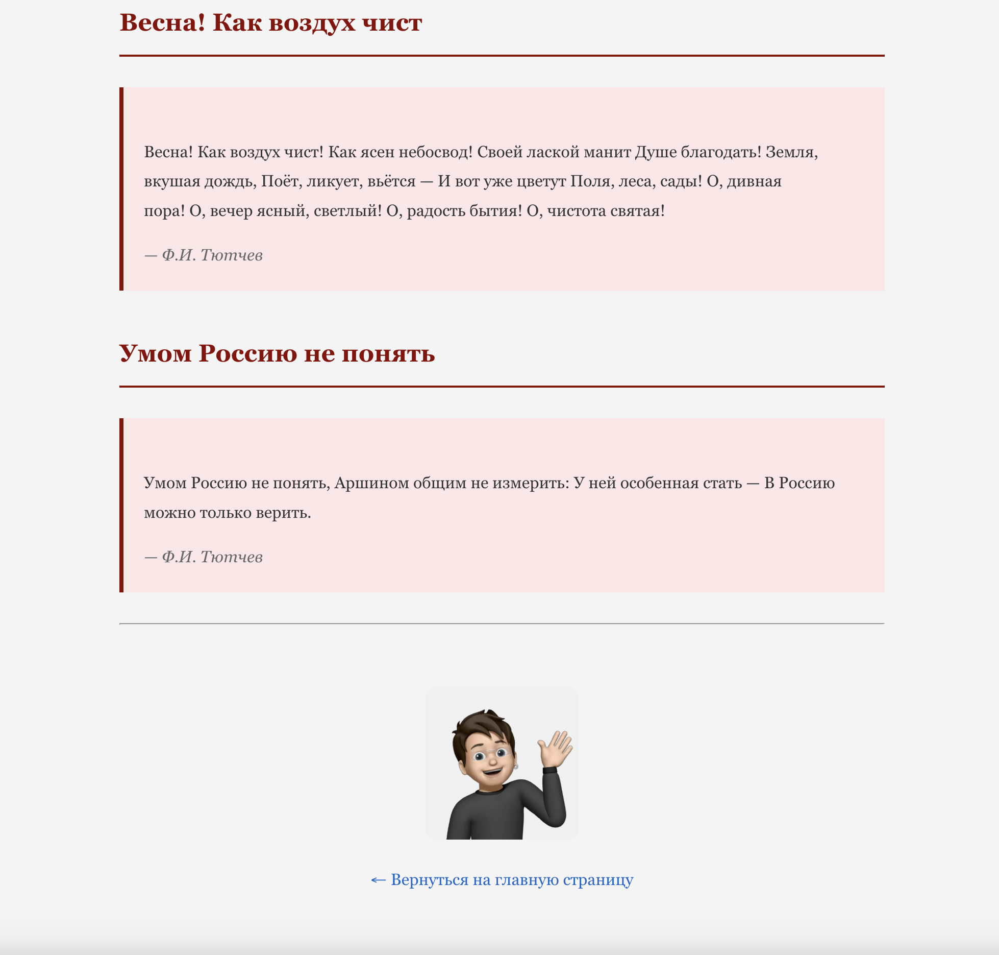 Весна! Как воздух чист
Весна! Как воздух чист! Как ясен небосвод! Своей лаской манит Душе благодать! Земля,
вкушая дождь, Поёт, ликует, вьётся — И вот уже цветут Поля, леса, сады! О, дивная
пора! О, вечер ясный, светлый! О, радость бытия! О, чистота святая!
— Ф.И. Тютчев
Умом Россию не понять
Умом Россию не понять, Аршином общим не измерить: У ней особенная стать — В Россию
можно только верить.
— Ф.И. Тютчев
← Вернуться на главную страницу